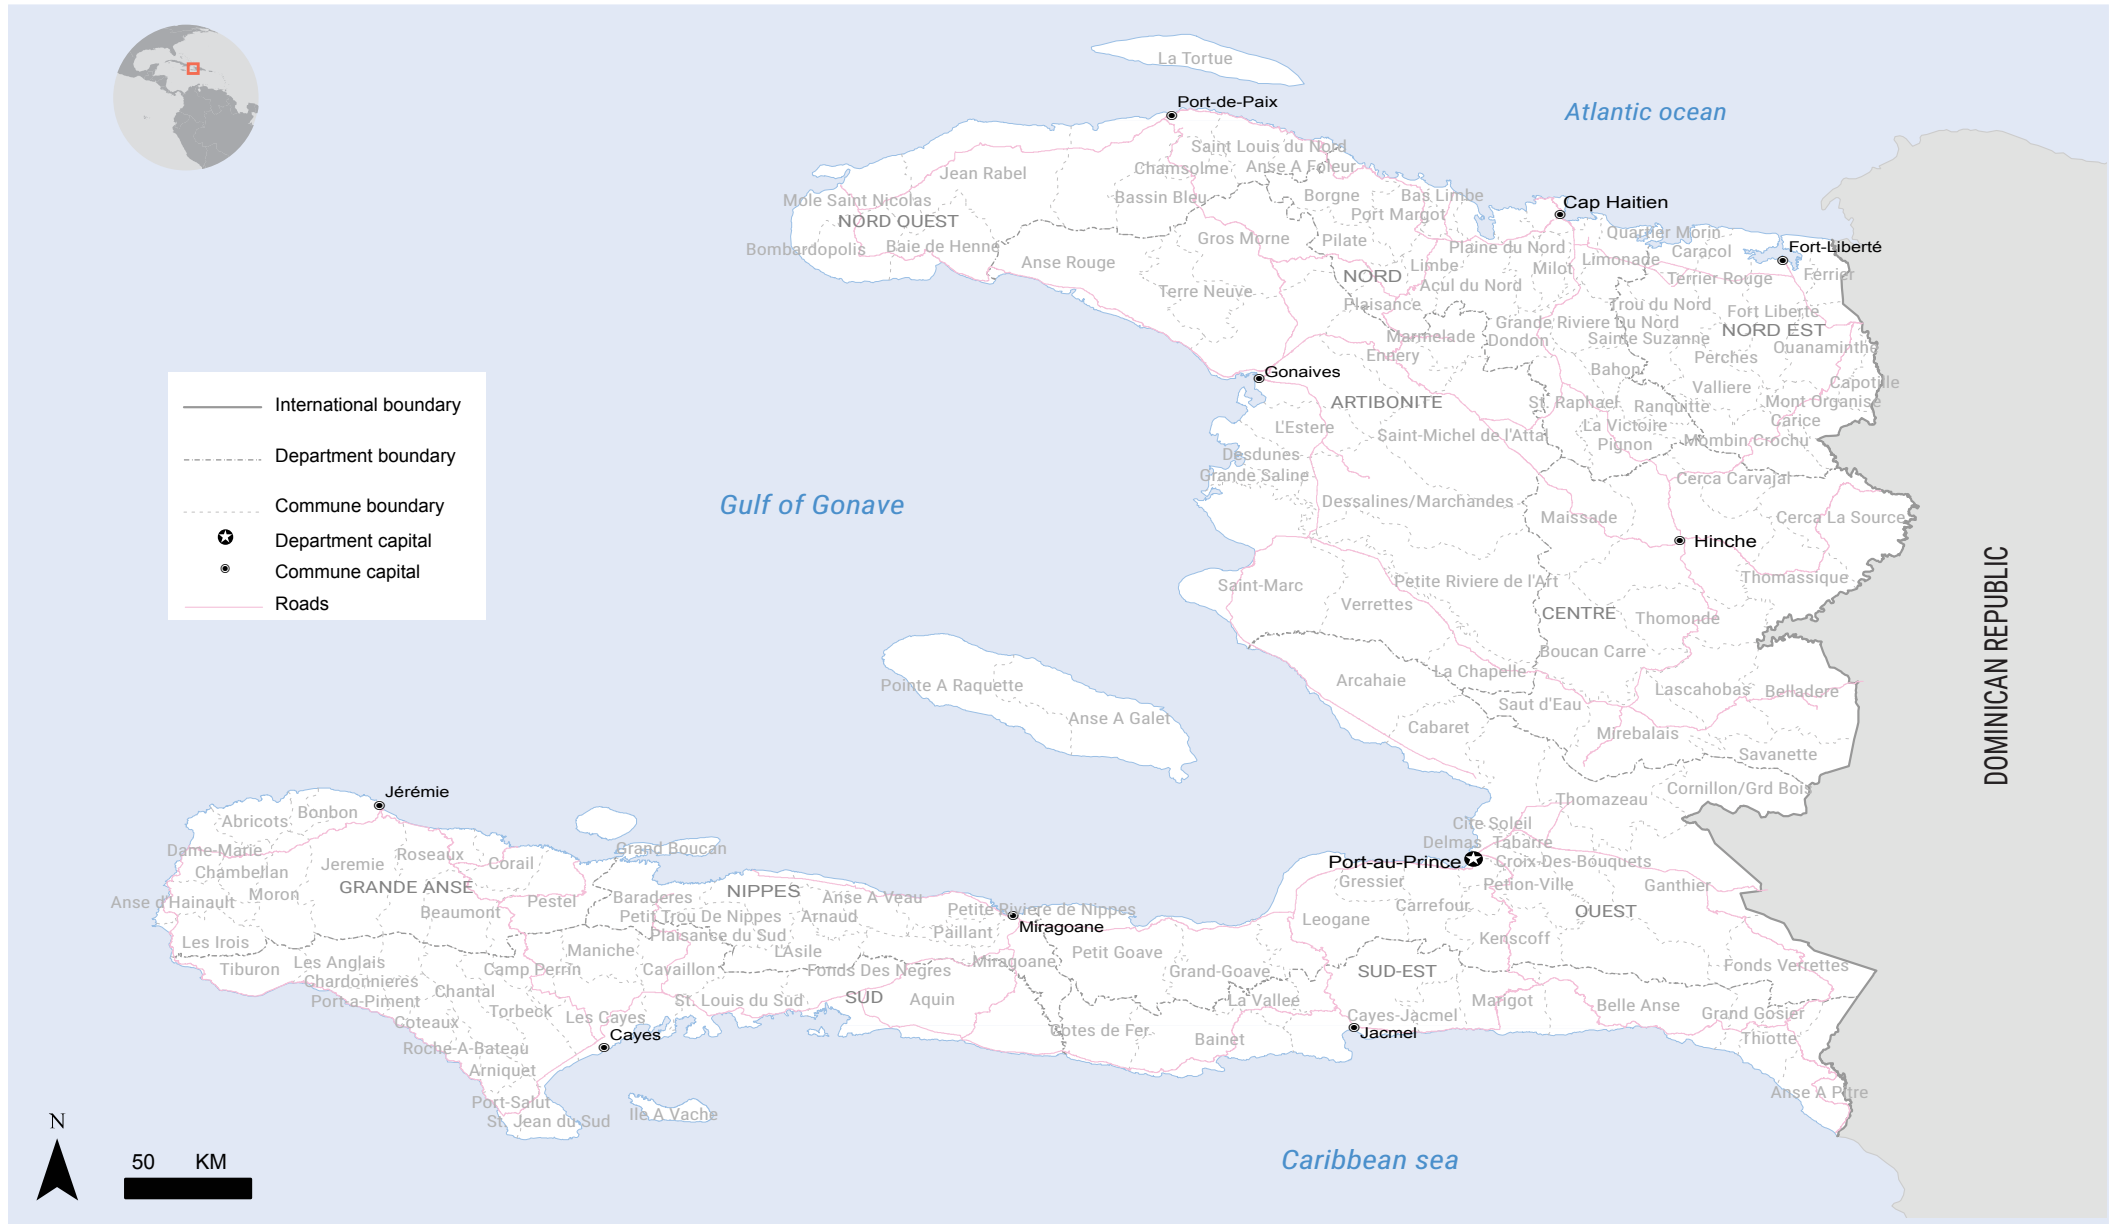 La Tortue
Port-de-Paix
Atlantic ocean
Saint Louis du Nord
Chamsolme
Anse A Foleur
Jean Rabel
Mole Saint Nicolas
Bassin Bleu
Borgne
Bas Limbe
Port Margot
Cap Haitien
NORD OUEST
Bombardopolis
Baie de Henne
Gros Morne
Pilate
Plaine du Nord
Quartier Morin
Caracol
Fort-Liberté
Anse Rouge
NORD
Limbe
Milot
Limonade
Ferrier
Terre Neuve
Acul du Nord
Terrier Rouge
Plaisance
Trou du Nord
Fort Liberte
Grande Riviere Du Nord
NORD EST
Marmelade
Dondon
Sainte Suzanne
Ouanaminthe
Ennery
Perches
Gonaives
Bahon
Valliere
Capotille
ARTIBONITE
St. Raphael
Ranquitte
Mont Organise
L'Estere
Saint-Michel de l'Attal
La Victoire
Carice
Pignon
Mombin Crochu
Desdunes
Grande Saline
Cerca Carvajal
International boundary
Department boundary
Commune boundary
Department capital
Commune capital
Roads
Gulf of Gonave
Dessalines/Marchandes
Maissade
Cerca La Source
Hinche
Saint-Marc
Petite Riviere de l'Art
Thomassique
Verrettes
CENTRE
Thomonde
Boucan Carre
DOMINICAN REPUBLIC
Pointe A Raquette
Arcahaie
La Chapelle
Lascahobas
Belladere
Anse A Galet
Saut d'Eau
Cabaret
Mirebalais
Savanette
Cornillon/Grd Bois
Thomazeau
Jérémie
Bonbon
Abricots
Cite Soleil
Delmas
Tabarre
Dame-Marie
Roseaux
Corail
Grand Boucan
Port-au-Prince
Croix-Des-Bouquets
Chambellan
Jeremie
Moron
GRANDE ANSE
NIPPES
Gressier
Petion-Ville
Ganthier
Anse d'Hainault
Beaumont
Pestel
Baraderes
Anse A Veau
Petit Trou De Nippes
Arnaud
Petite Riviere de Nippes
Carrefour
OUEST
Leogane
Miragoane
Les Irois
Maniche
Plaisance du Sud
L'Asile
Paillant
Petit Goave
Kenscoff
Tiburon
Les Anglais
Camp Perrin
Cavaillon
Fonds Des Negres
Miragoane
Grand-Goave
SUD-EST
Fonds Verrettes
Chardonnieres
Port-a-Piment
Chantal
St. Louis du Sud
SUD
Aquin
La Vallee
Marigot
Belle Anse
Coteaux
Torbeck
Les Cayes
Cayes-Jacmel
Grand Gosier
Cayes
Cotes de Fer
Bainet
Jacmel
Thiotte
Roche-A-Bateau
Arniquet
Anse A Pitre
Port-Salut
St. Jean du Sud
Ile A Vache
N
50 KM
Caribbean sea